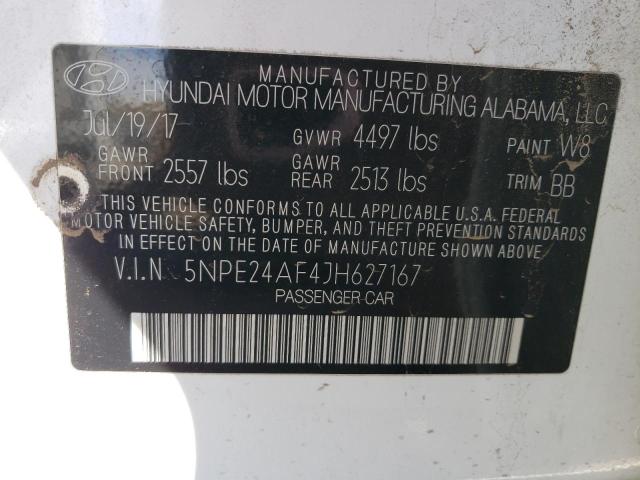 MANUFACTURED BY
HYUNDAI MOTOR MANUFACTURING ALABAMA, LLC
Jul/19/17 GVWR 4497 lbs PAINT W8
GAWR FRONT 2557 lbs GAWR REAR 2513 lbs TRIM BB
THIS VEHICLE CONFORMS TO ALL APPLICABLE U.S.A. FEDERAL
MOTOR VEHICLE SAFETY, BUMPER, AND THEFT PREVENTION STANDARDS
IN EFFECT ON THE DATE OF MANUFACTURE SHOWN ABOVE.
V.I.N 5NPE24AF4JH627167
PASSENGER-CAR